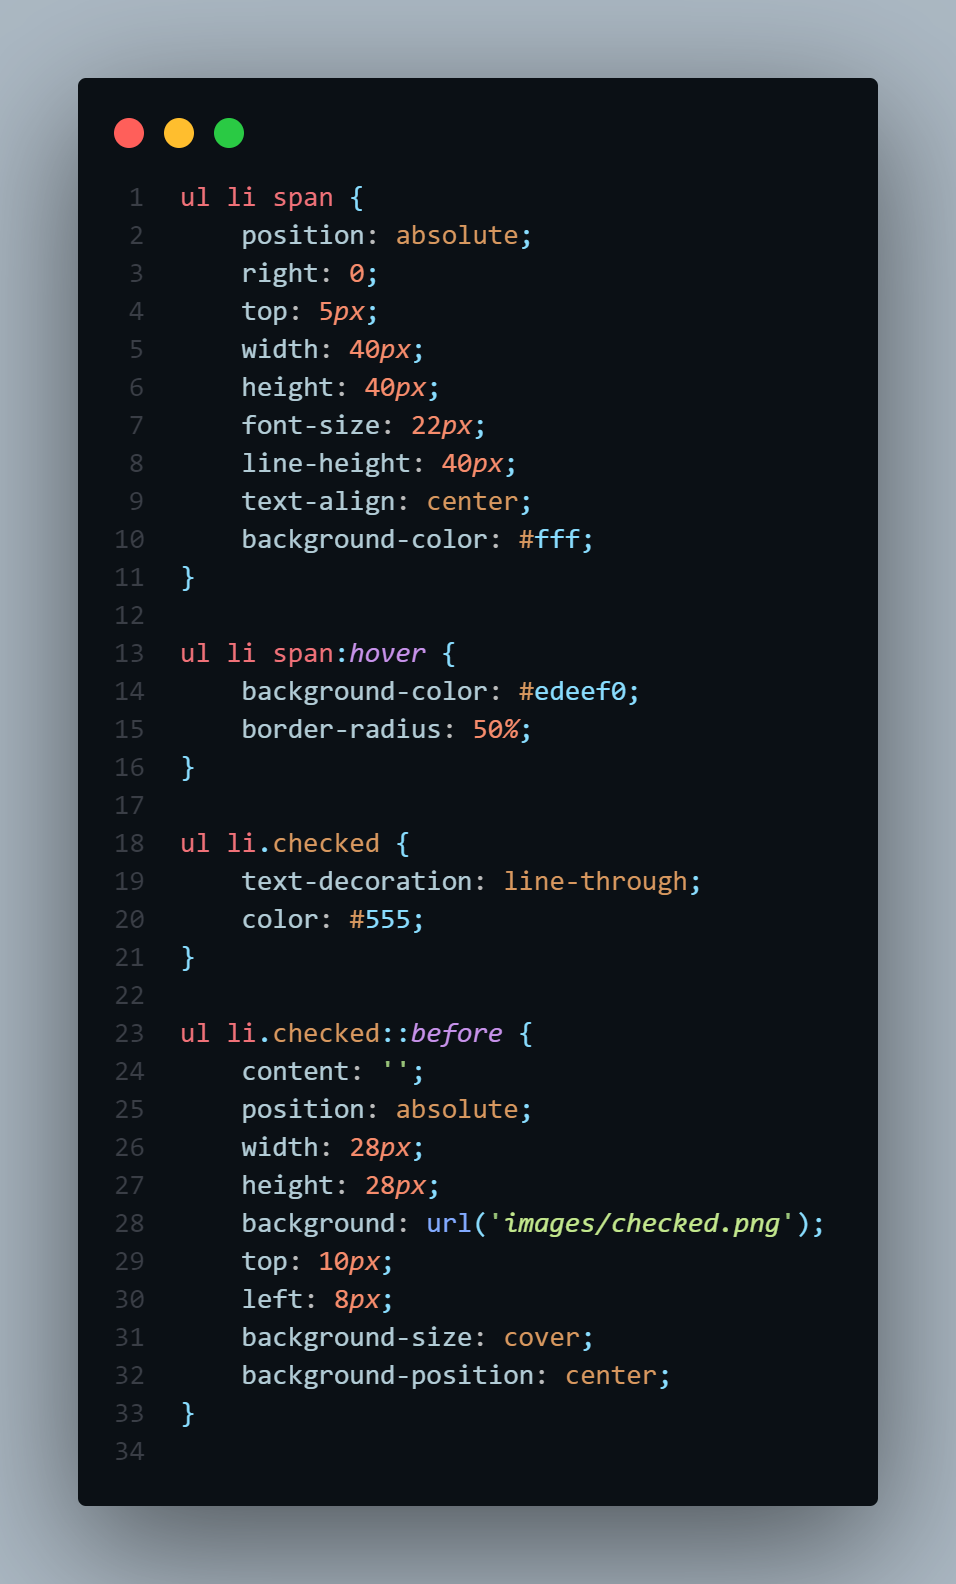 1 ul li span {
2     position: absolute;
3     right: 0;
4     top: 5px;
5     width: 40px;
6     height: 40px;
7     font-size: 22px;
8     line-height: 40px;
9     text-align: center;
10     background-color: #fff;
11 }
12
13 ul li span:hover {
14     background-color: #edeef0;
15     border-radius: 50%;
16 }
17
18 ul li.checked {
19     text-decoration: line-through;
20     color: #555;
21 }
22
23 ul li.checked::before {
24     content: '';
25     position: absolute;
26     width: 28px;
27     height: 28px;
28     background: url('images/checked.png');
29     top: 10px;
30     left: 8px;
31     background-size: cover;
32     background-position: center;
33 }
34